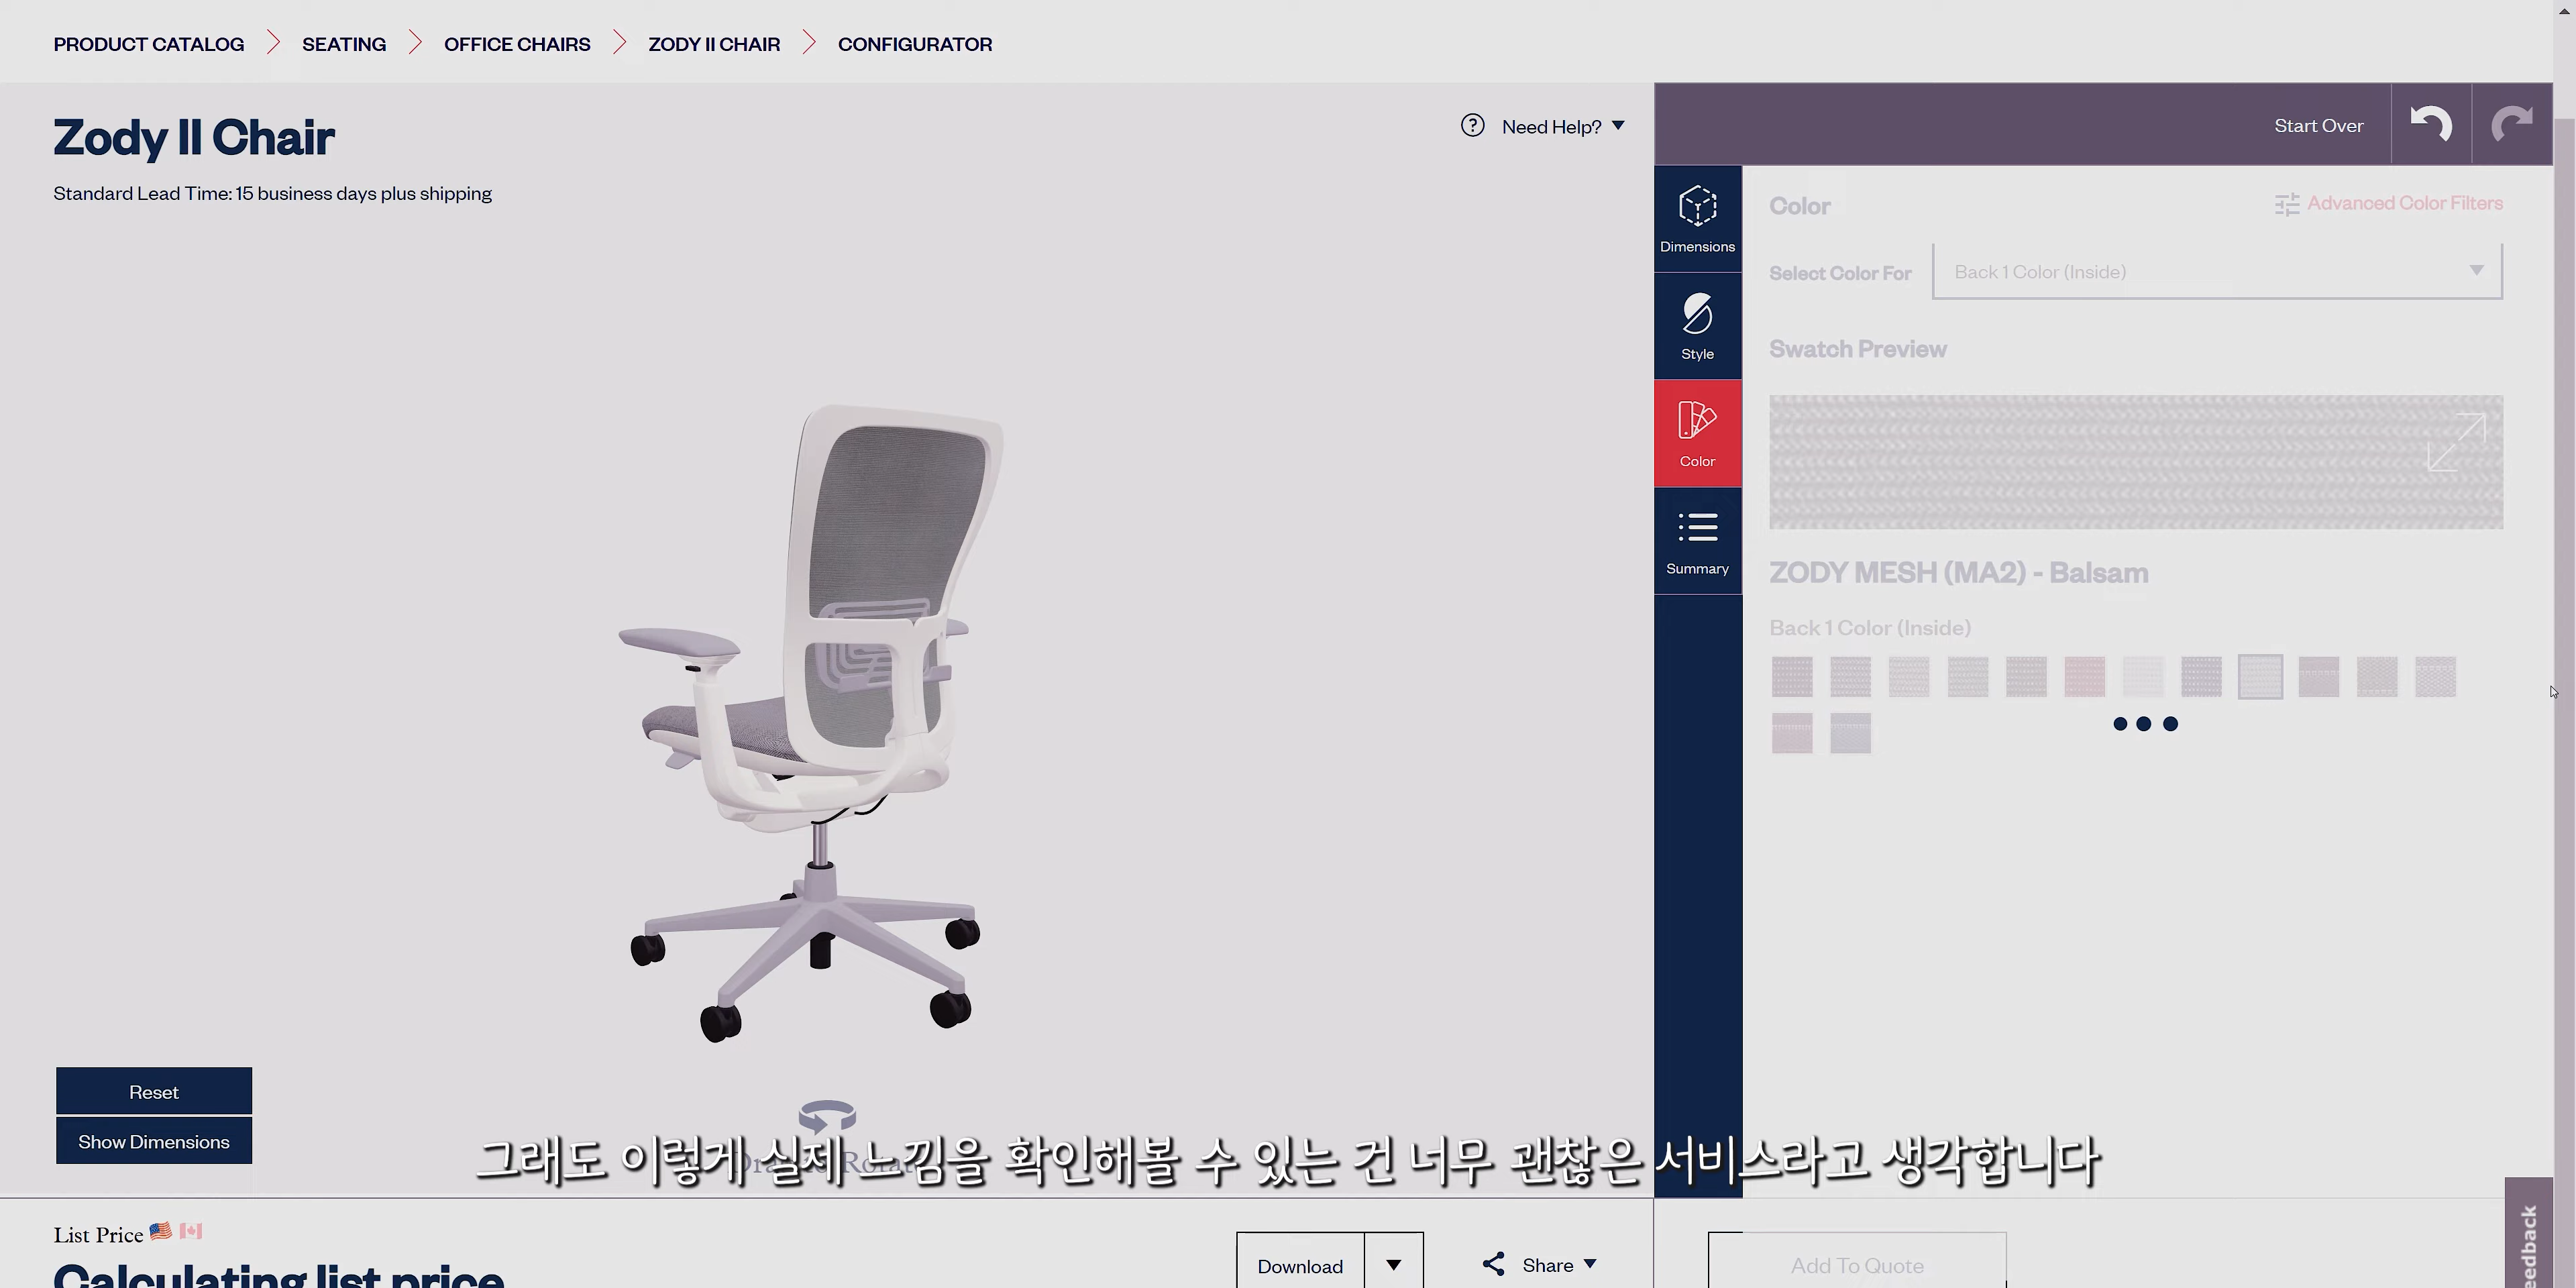 PRODUCT CATALOG > SEATING > OFFICE CHAIRS > ZODY II CHAIR > CONFIGURATOR
Zody II Chair
Standard Lead Time: 15 business days plus shipping
Need Help?
Start Over
Dimensions
Style
Color
Summary
Color
Advanced Color Filters
Select Color For
Back 1 Color (Inside)
Swatch Preview
ZODY MESH (MA2) - Balsam
Back 1 Color (Inside)
Reset
Show Dimensions
그래도 이렇게 실제 느낌을 확인해볼 수 있는 건 너무 괜찮은 서비스라고 생각합니다
List Price
Calculating list price
Download
Share
Add To Quote